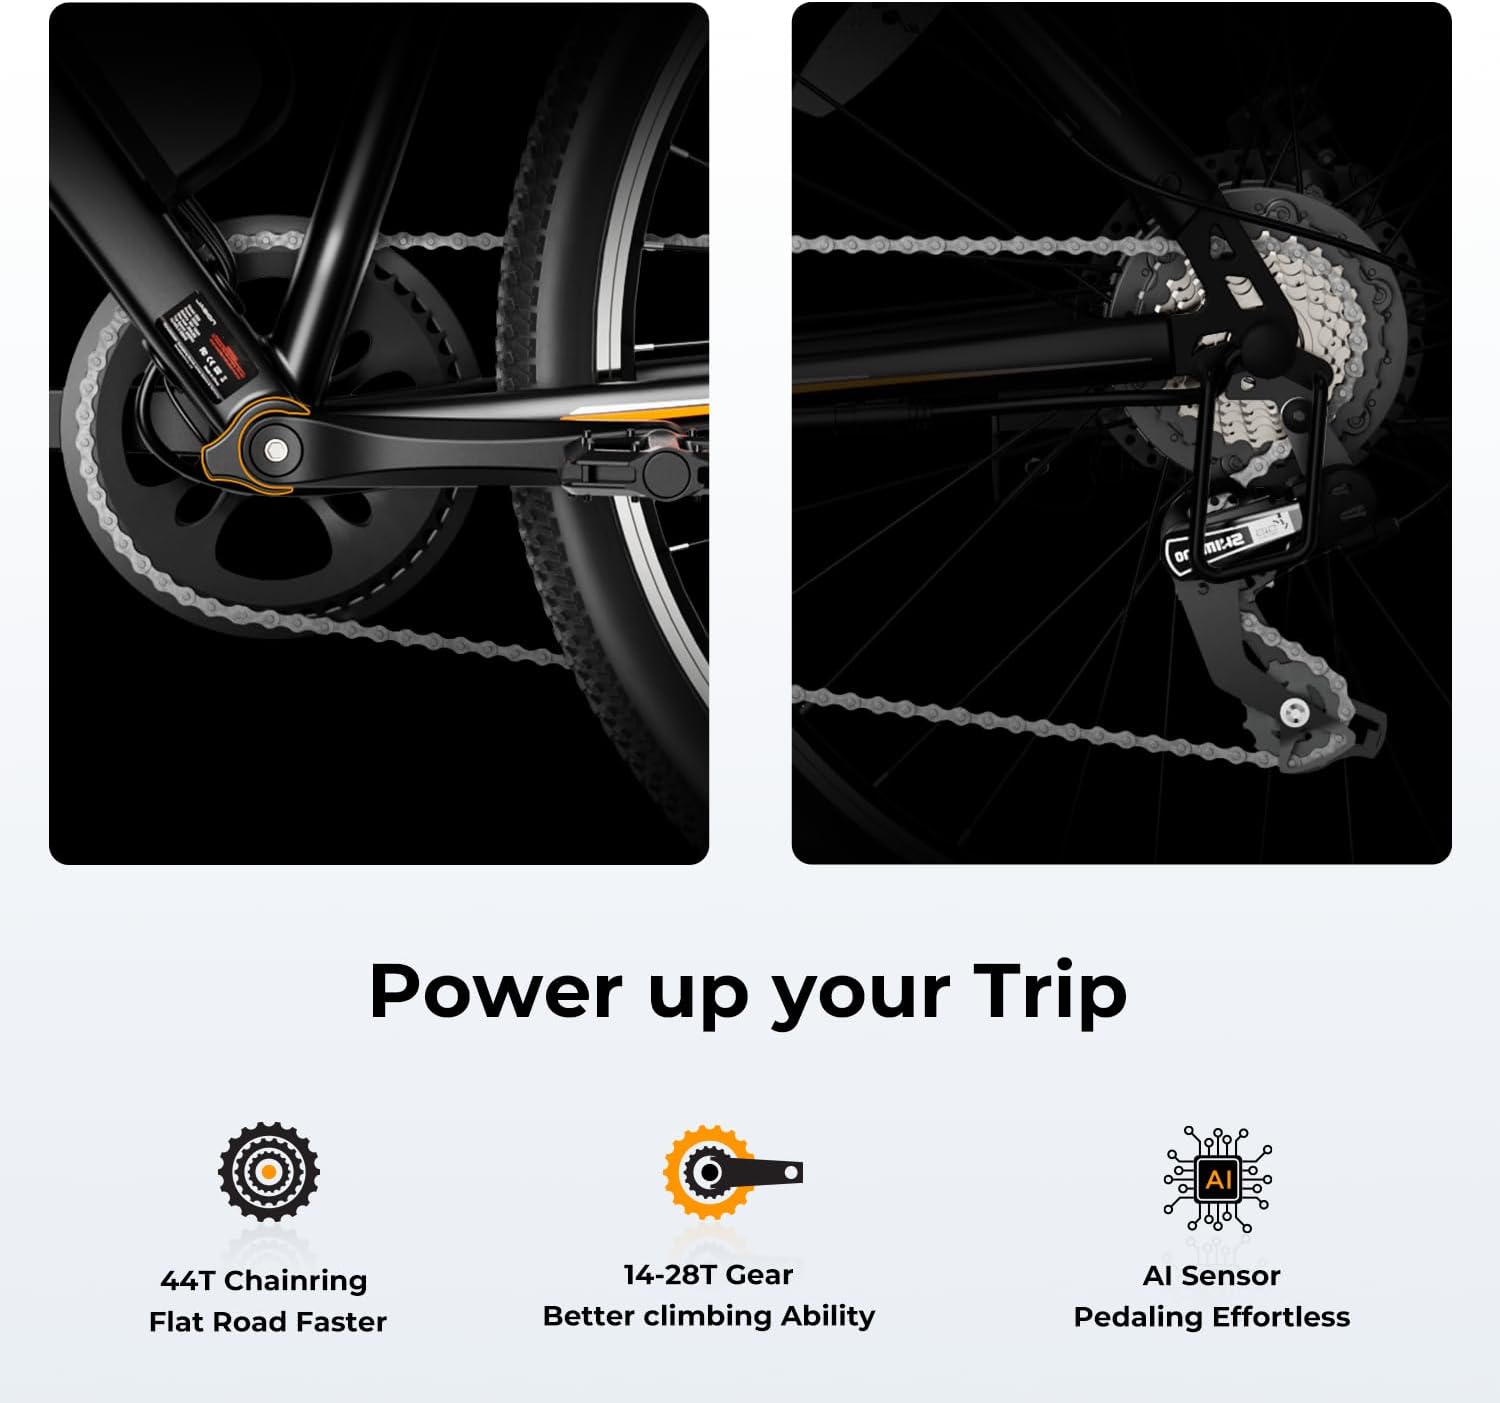 Power up your Trip
44T Chainring
Flat Road Faster
14-28T Gear
Better climbing Ability
AI
AI Sensor
Pedaling Effortless